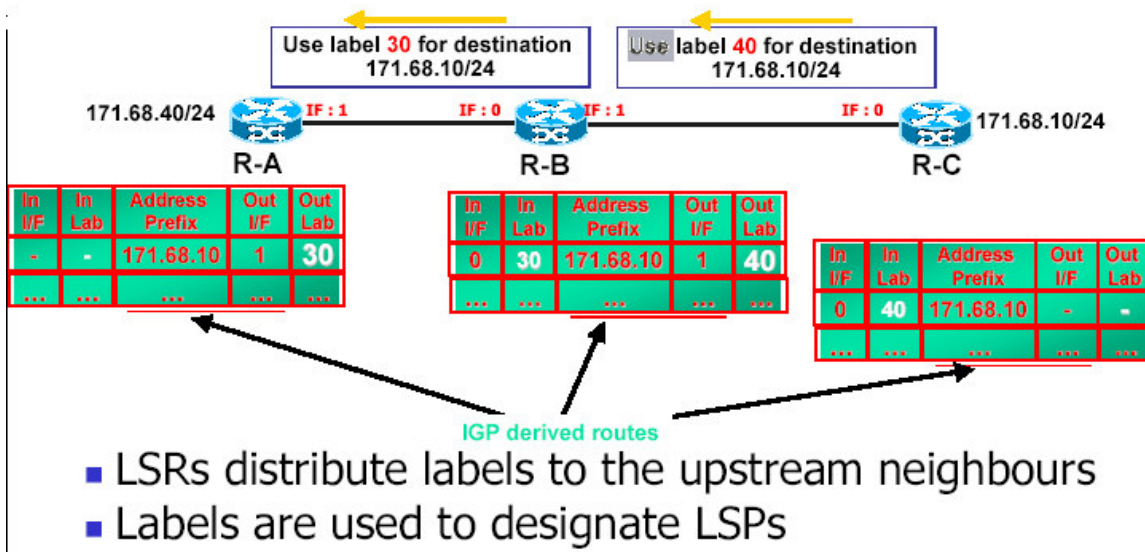 Use label 30 for destination
171.68.10/24
Use label 40 for destination
171.68.10/24
171.68.40/24
IF : 1
IF : 0
IF : 1
IF : 0
171.68.10/24
R-A
R-B
R-C
In I/F In Lab Address Prefix Out I/F Out Lab
- - 171.68.10 1 30
... ... ... ... ...
In I/F In Lab Address Prefix Out I/F Out Lab
0 30 171.68.10 1 40
... ... ... ... ...
In I/F In Lab Address Prefix Out I/F Out Lab
0 40 171.68.10 - -
... ... ... ... ...
IGP derived routes
LSRs distribute labels to the upstream neighbours
Labels are used to designate LSPs